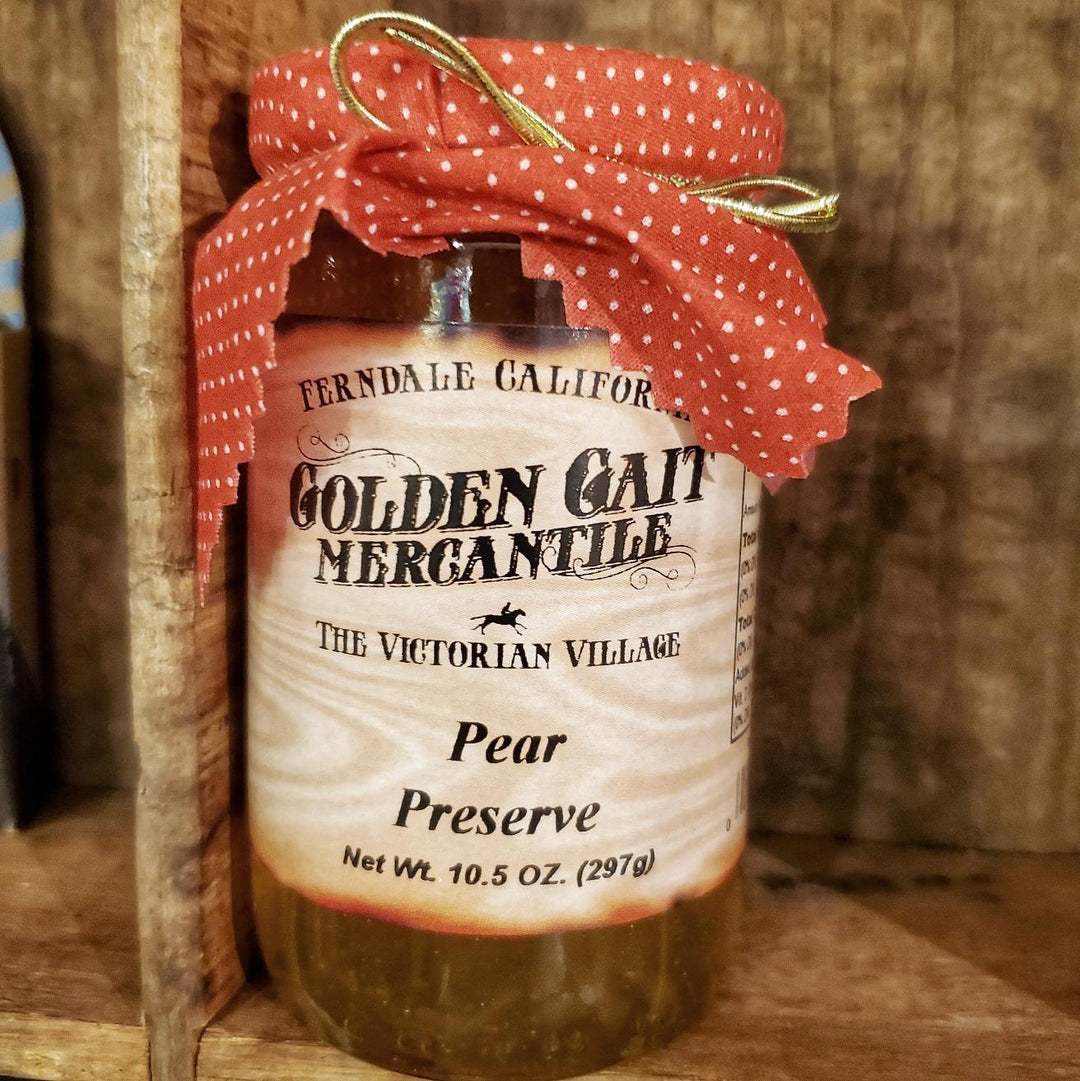 FERNDALE CALIFOR
GOLDEN GAIT
MERCANTILE
THE VICTORIAN VILLAGE
Pear
Preserve
Net Wt. 10.5 OZ. (297g)